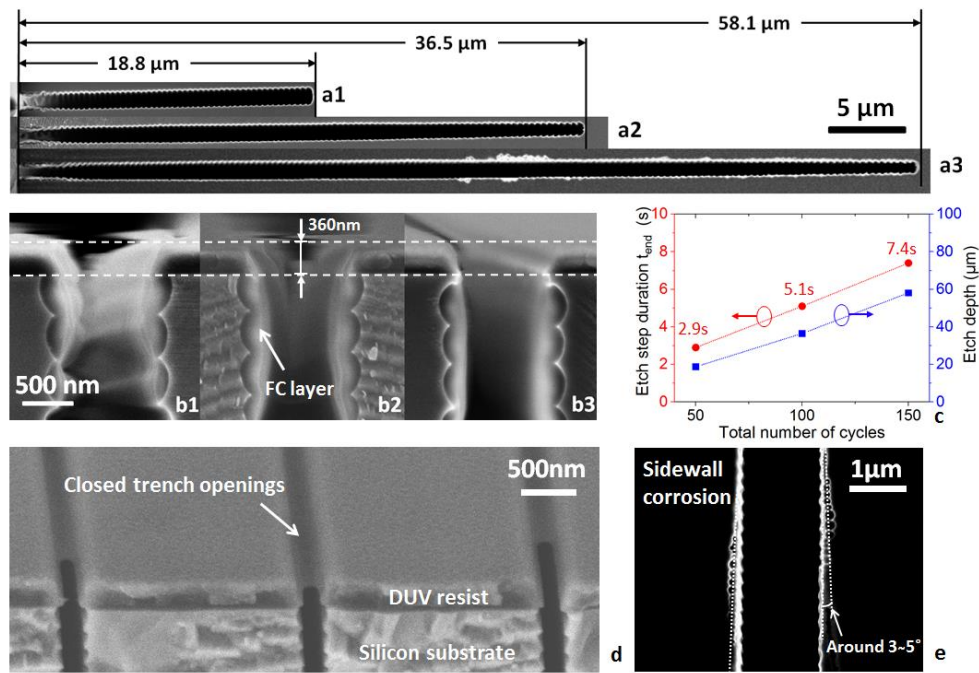 58.1 µm
36.5 µm
18.8 µm
a1
a2
a3
5 µm
360nm
FC layer
500 nm
b1
b2
b3
Etch step duration tend (s)
10
8
6
4
2
0
2.9s
5.1s
7.4s
100
80
60
40
20
0
Etch depth (µm)
50
100
150
Total number of cycles
c
Closed trench openings
500nm
DUV resist
Silicon substrate
d
Sidewall
corrosion
1µm
Around 3~5°
e